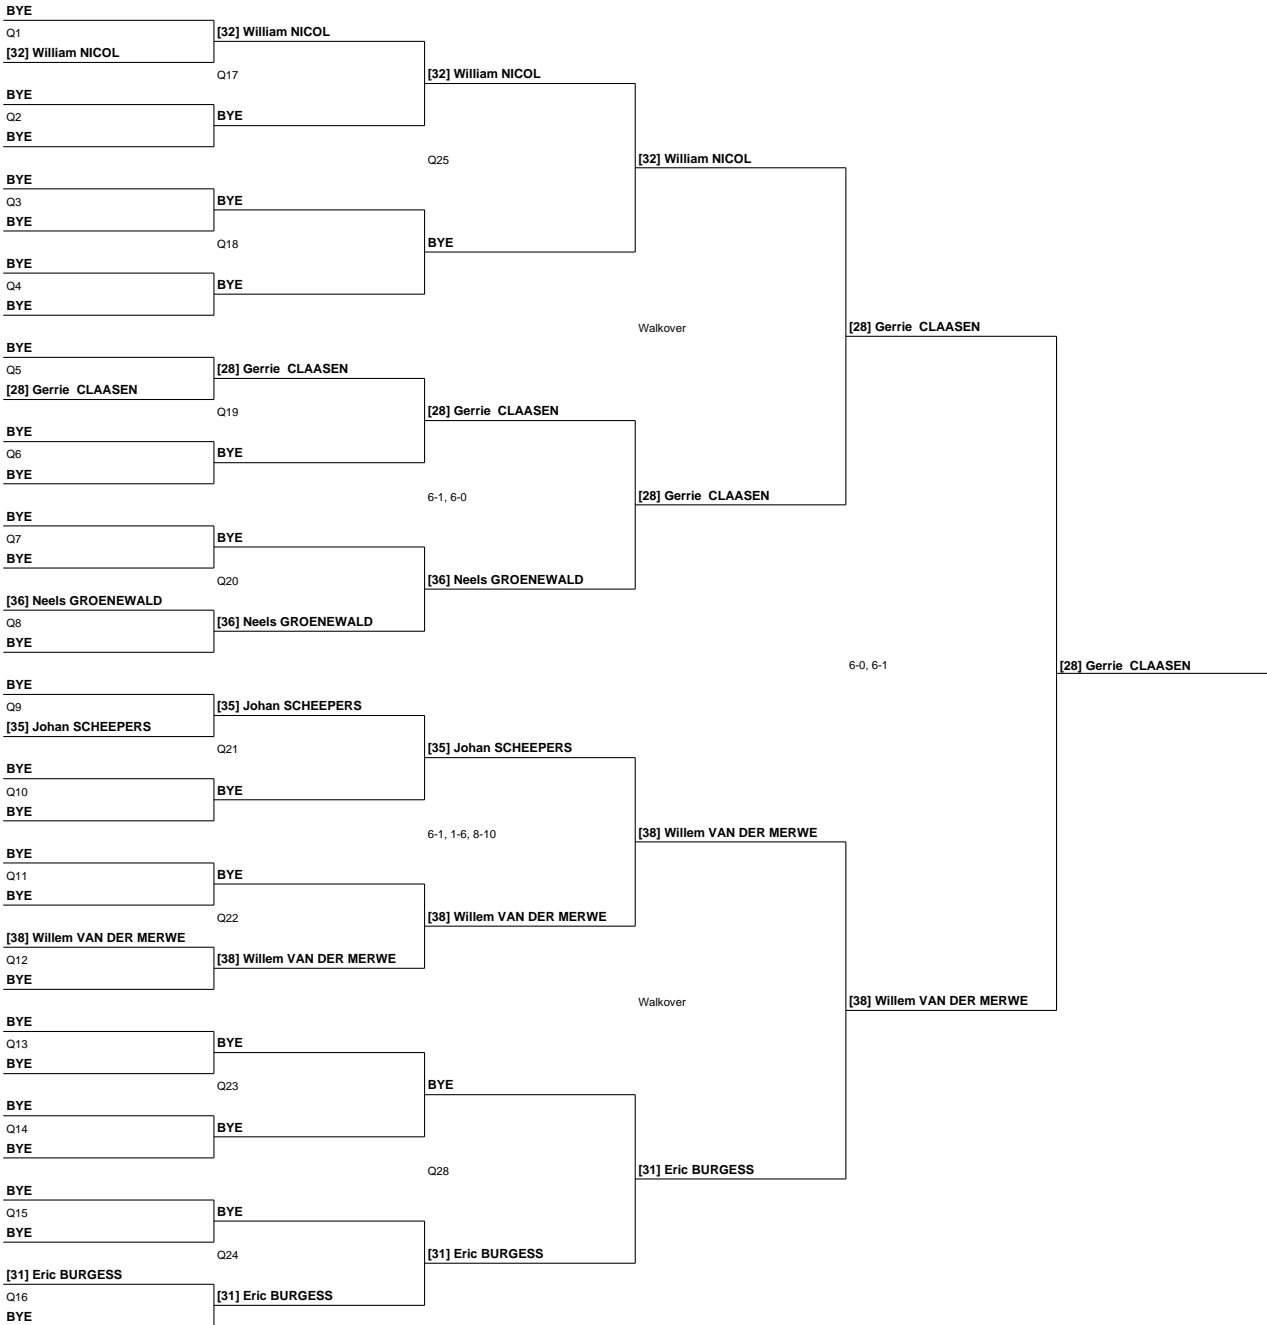 BYE
Q1
[32] William NICOL
[32] William NICOL
Q17
[32] William NICOL
BYE
Q2
BYE
BYE
Q25
[32] William NICOL
BYE
Q3
BYE
BYE
Q18
BYE
BYE
Q4
BYE
BYE
Walkover
[28] Gerrie CLAASEN
BYE
Q5
[28] Gerrie CLAASEN
[28] Gerrie CLAASEN
Q19
[28] Gerrie CLAASEN
BYE
Q6
BYE
BYE
6-1, 6-0
[28] Gerrie CLAASEN
BYE
Q7
BYE
BYE
Q20
[36] Neels GROENEWALD
[36] Neels GROENEWALD
Q8
BYE
[36] Neels GROENEWALD
6-0, 6-1
[28] Gerrie CLAASEN
BYE
Q9
[35] Johan SCHEEPERS
[35] Johan SCHEEPERS
Q21
[35] Johan SCHEEPERS
BYE
Q10
BYE
BYE
6-1, 1-6, 8-10
[38] Willem VAN DER MERWE
BYE
Q11
BYE
BYE
Q22
[38] Willem VAN DER MERWE
[38] Willem VAN DER MERWE
Q12
BYE
[38] Willem VAN DER MERWE
Walkover
[38] Willem VAN DER MERWE
BYE
Q13
BYE
BYE
Q23
BYE
BYE
Q14
BYE
BYE
Q28
[31] Eric BURGESS
BYE
Q15
BYE
BYE
Q24
[31] Eric BURGESS
[31] Eric BURGESS
Q16
BYE
[31] Eric BURGESS